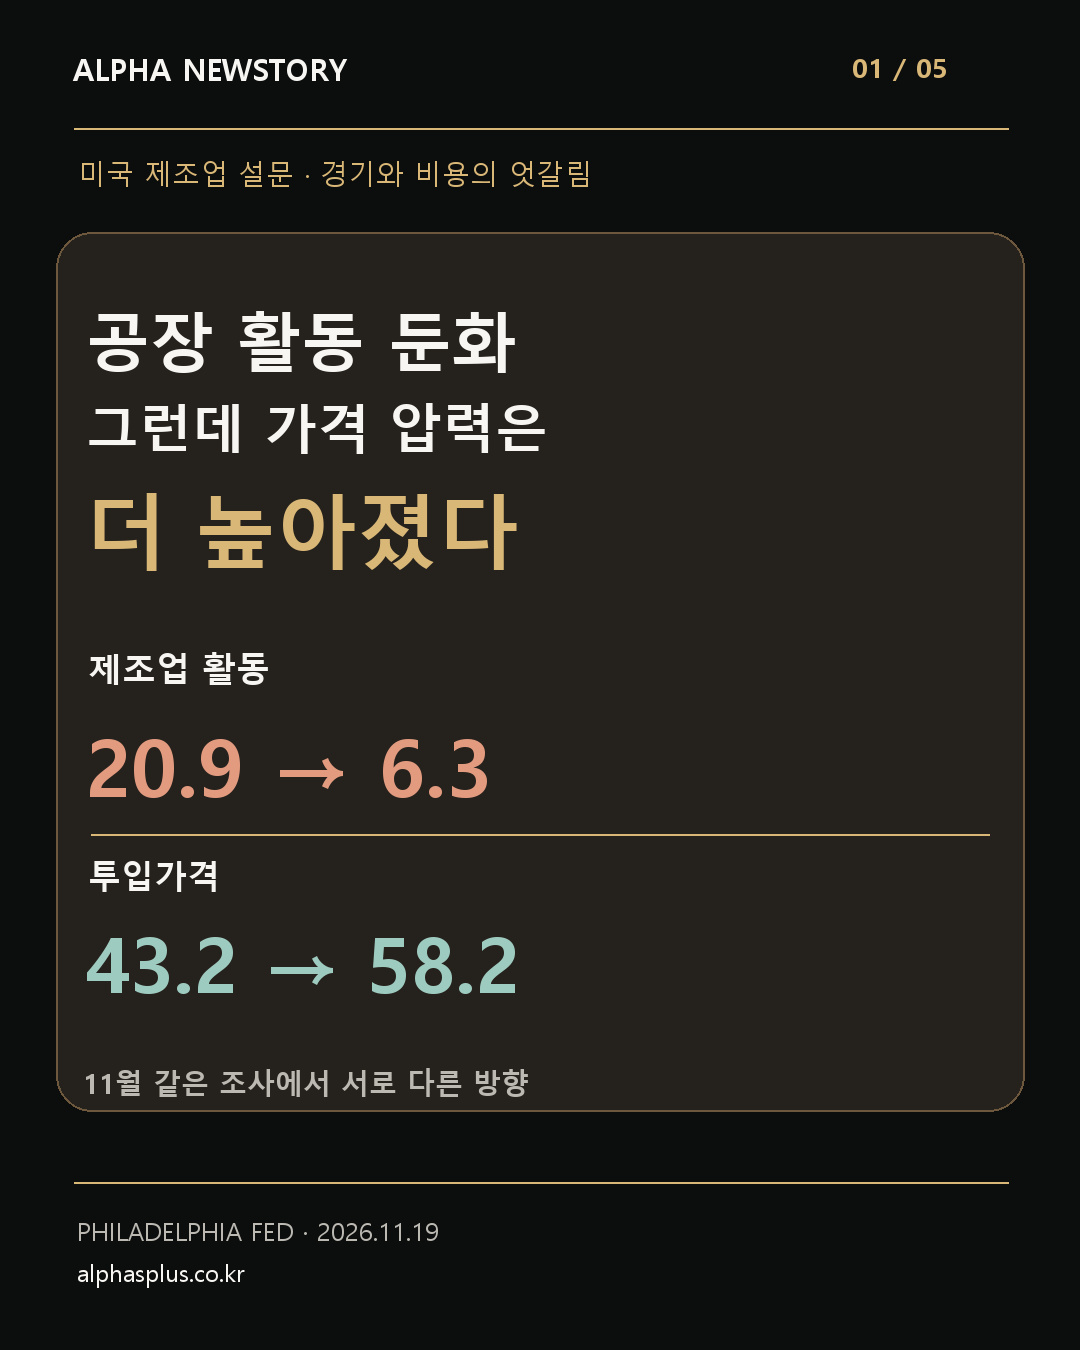 ALPHA NEWSTORY
01 / 05
미국 제조업 설문 · 경기와 비용의 엇갈림
공장 활동 둔화
그런데 가격 압력은
더 높아졌다
제조업 활동
20.9 → 6.3
투입가격
43.2 → 58.2
11월 같은 조사에서 서로 다른 방향
PHILADELPHIA FED · 2026.11.19
alphasplus.co.kr